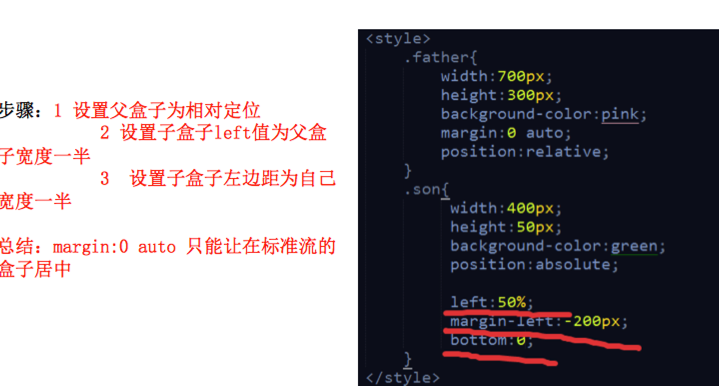 步骤：1 设置父盒子为相对定位
2 设置子盒子left值为父盒
子宽度一半
3 设置子盒子左边距为自己
宽度一半
总结：margin:0 auto 只能让在标准流的
盒子居中
<style>
.father{
width:700px;
height:300px;
background-color:pink;
margin:0 auto;
position:relative;
}
.son{
width:400px;
height:50px;
background-color:green;
position:absolute;
left:50%;
margin-left:-200px;
bottom:0;
}
</style>